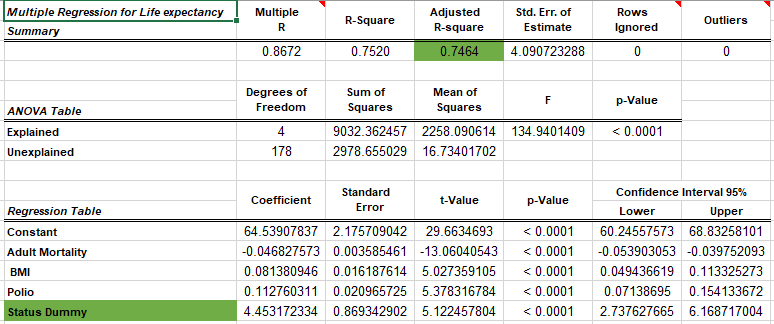 Multiple Regression for Life expectancy Multiple R-Square Adjusted Std. Err. of Rows Outliers
Summary R R-square Estimate Ignored
0.8672 0.7520 0.7464 4.090723288 0 0
Degrees of Sum of Mean of F p-Value
ANOVA Table Freedom Squares Squares
Explained 4 9032.362457 2258.090614 134.9401409 < 0.0001
Unexplained 178 2978.655029 16.73401702
Coefficient Standard t-Value p-Value Confidence Interval 95%
Regression Table Error Lower Upper
Constant 64.53907837 2.175709042 29.6634693 < 0.0001 60.24557573 68.83258101
Adult Mortality -0.046827573 0.003585461 -13.06040543 < 0.0001 -0.053903053 -0.039752093
BMI 0.081380946 0.016187614 5.027359105 < 0.0001 0.049436619 0.113325273
Polio 0.112760311 0.020965725 5.378316784 < 0.0001 0.07138695 0.154133672
Status Dummy 4.453172334 0.869342902 5.122457804 < 0.0001 2.737627665 6.168717004